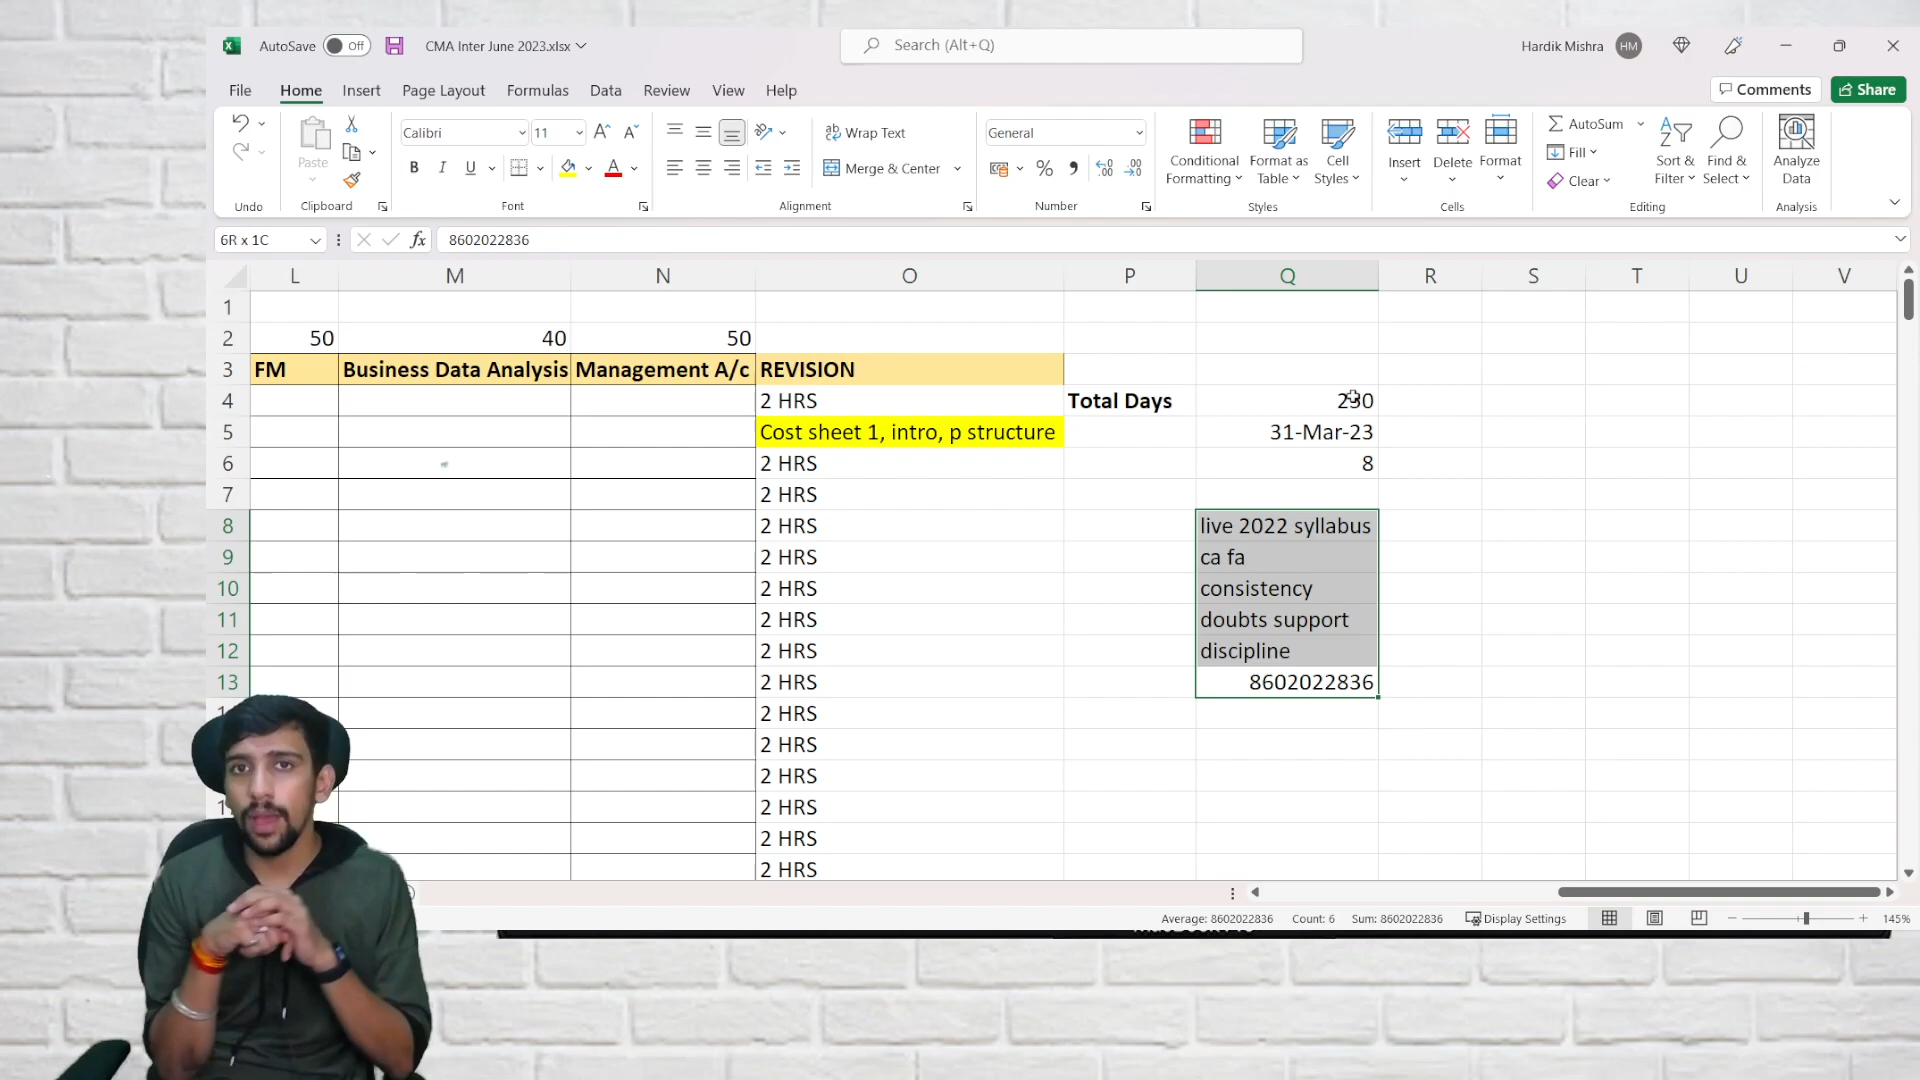 AutoSave Off CMA Inter June 2023.xlsx Search (Alt+Q) Hardik Mishra HM
File Home Insert Page Layout Formulas Data Review View Help Comments Share
Paste Calibri 11 Wrap Text General AutoSum
Merge & Center Conditional Formatting Format as Table Cell Styles Insert Delete Format Fill Clear Sort & Filter Find & Select Analyze Data
Undo Clipboard Font Alignment Number Styles Cells Editing Analysis
6R x 1C fx 8602022836
L M N O P Q R S T U V
1
2 50 40 50
3 FM Business Data Analysis Management A/c REVISION
4 2 HRS Total Days 230
5 Cost sheet 1, intro, p structure 31-Mar-23
6 2 HRS 8
7 2 HRS
8 2 HRS live 2022 syllabus
9 2 HRS ca fa
10 2 HRS consistency
11 2 HRS doubts support
12 2 HRS discipline
13 2 HRS 8602022836
2 HRS
2 HRS
2 HRS
2 HRS
2 HRS
2 HRS
Average: 8602022836 Count: 6 Sum: 8602022836 Display Settings 145%